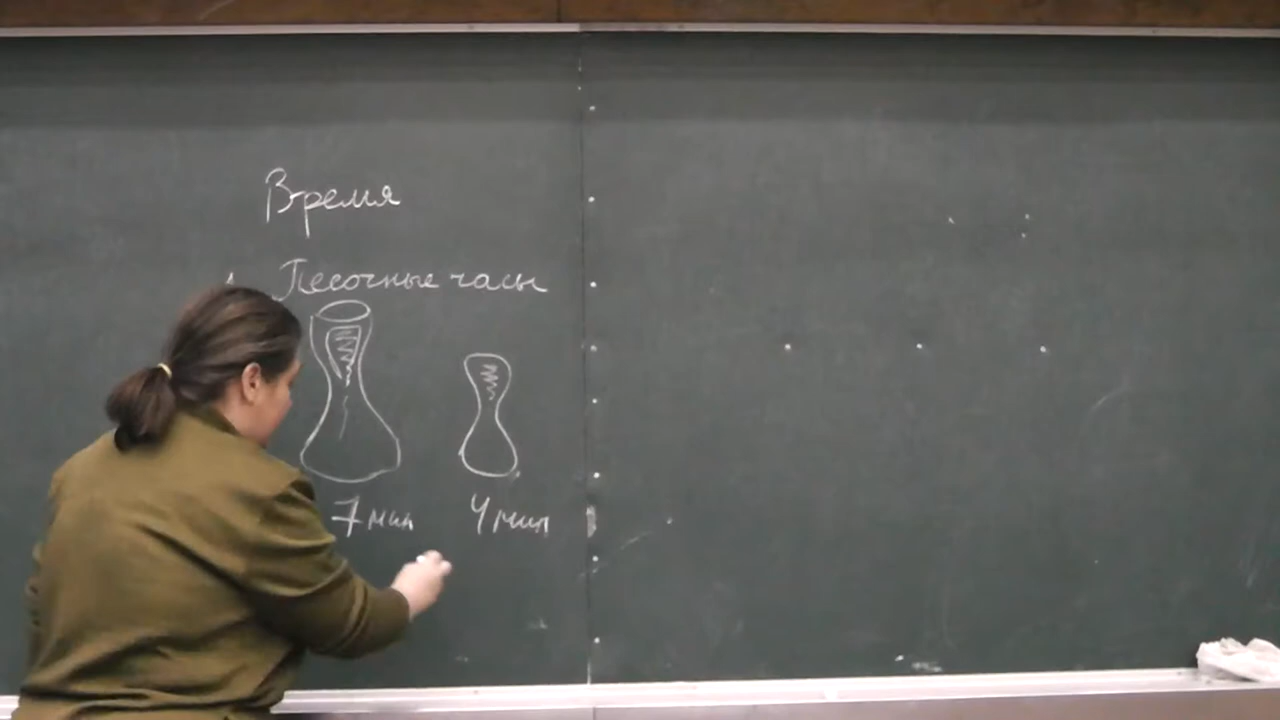 Время
Песочные часы
7 мин 4 мин